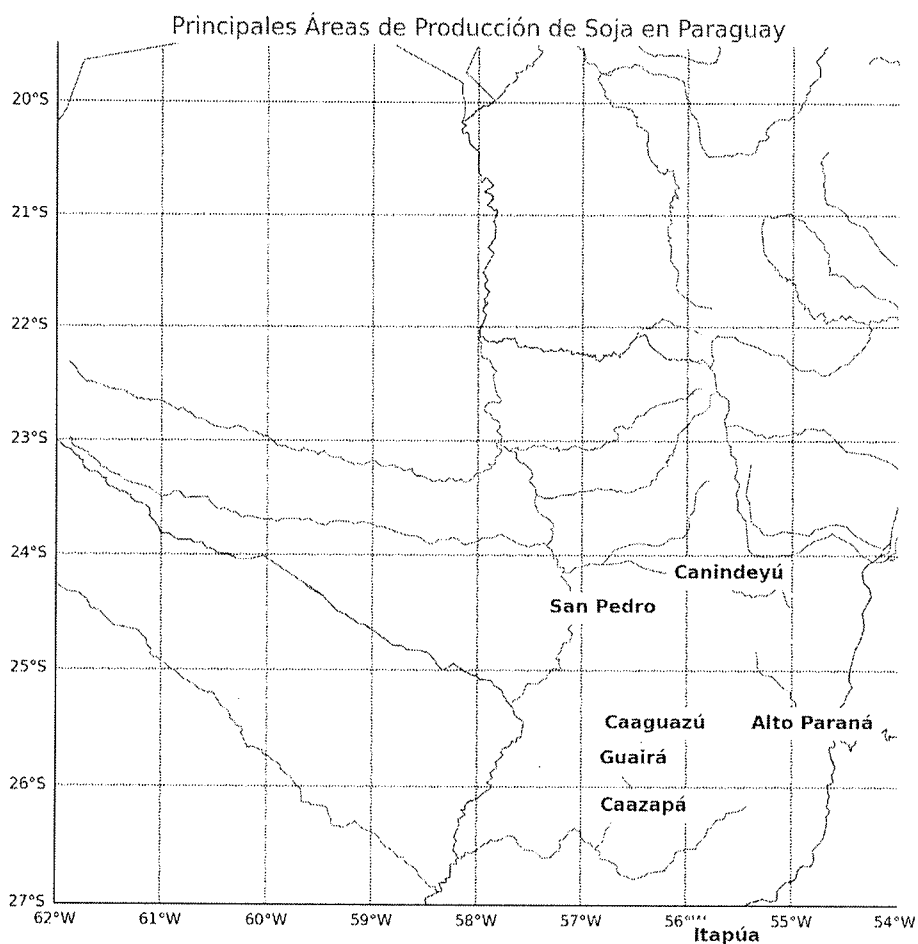 Principales Áreas de Producción de Soja en Paraguay
20°S
21°S
22°S
23°S
24°S
Canindeyú
San Pedro
25°S
Caaguazú Alto Paraná
Guairá
26°S
Caazapá
27°S
62°W 61°W 60°W 59°W 58°W 57°W 56° 55°W 54°W
Itapúa